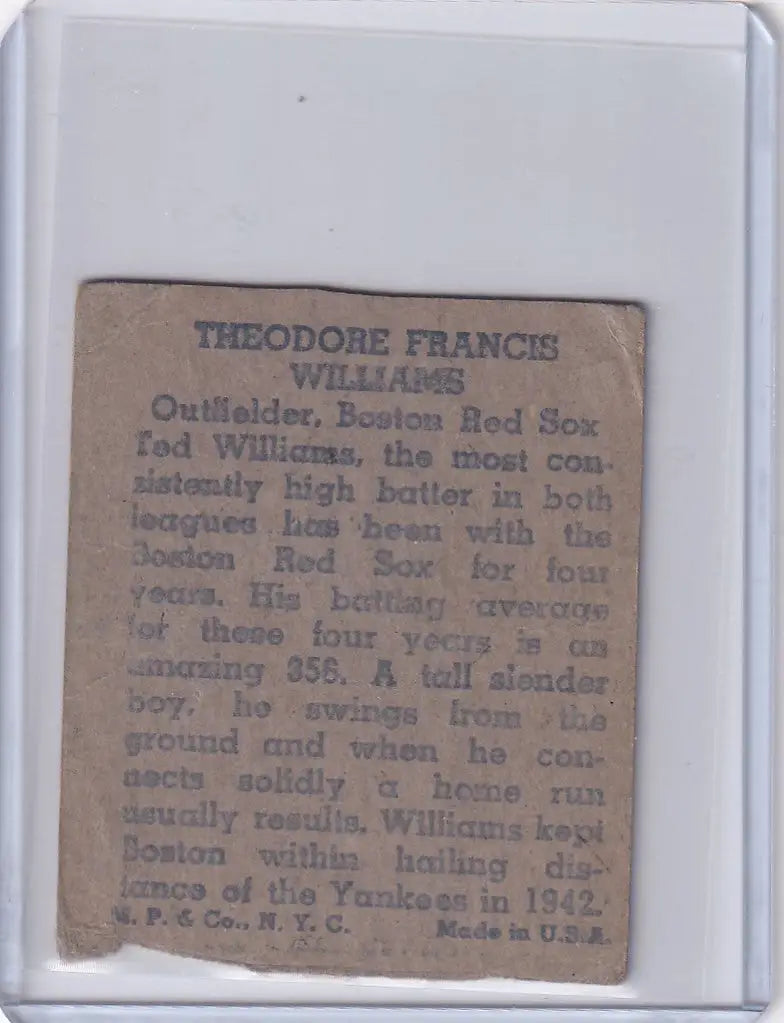 THEODORE FRANCIS
WILLIAMS
Outfielder, Boston Red Sox
Ted Williams, the most con-
sistently high batter in both
leagues has been with the
Boston Red Sox for four
years. His batting average
for these four years is an
amazing 356. A tall slender
boy, he swings from the
ground and when he con-
nects solidly a home run
usually results. Williams kept
Boston within hailing dis-
tance of the Yankees in 1942.
M. P. & Co., N. Y. C. Made in U.S.A.